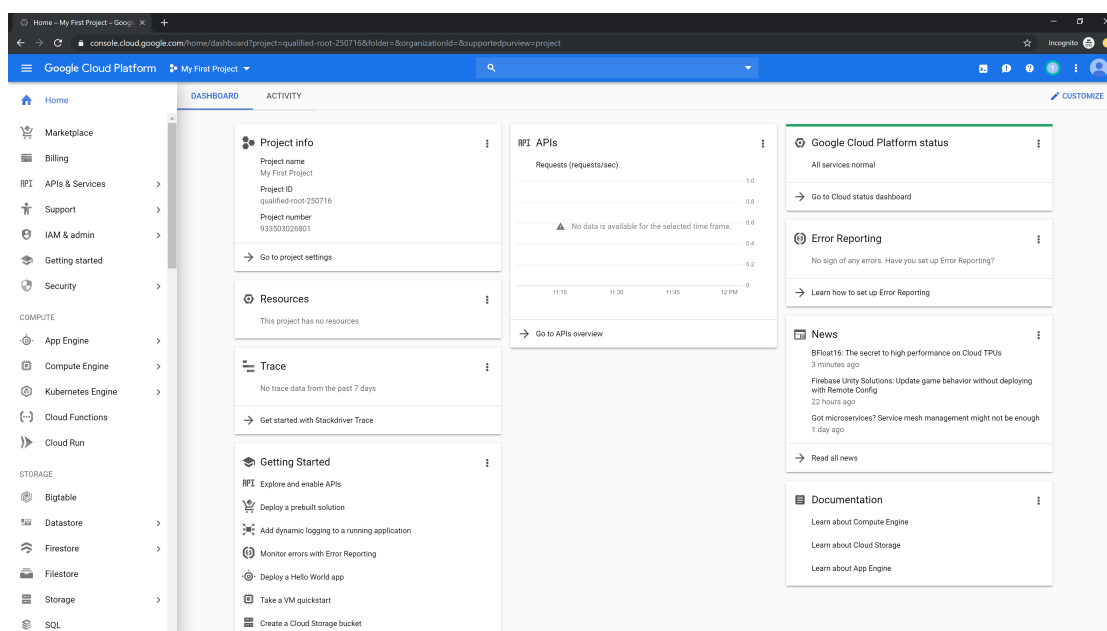 Home – My First Project – Googl
console.cloud.google.com/home/dashboard?project=qualified-root-250716&folder=&organizationId=&supportedpurview=project
Incognito
Google Cloud Platform
My First Project
Home
Marketplace
Billing
API APIs & Services
Support
IAM & admin
Getting started
Security
COMPUTE
App Engine
Compute Engine
Kubernetes Engine
Cloud Functions
Cloud Run
STORAGE
Bigtable
Datastore
Firestore
Filestore
Storage
SQL
DASHBOARD
ACTIVITY
CUSTOMIZE
Project info
Project name
My First Project
Project ID
qualified-root-250716
Project number
933503026801
Go to project settings
Resources
This project has no resources
Trace
No trace data from the past 7 days
Get started with Stackdriver Trace
Getting Started
API Explore and enable APIs
Deploy a prebuilt solution
Add dynamic logging to a running application
Monitor errors with Error Reporting
Deploy a Hello World app
Take a VM quickstart
Create a Cloud Storage bucket
API APIs
Requests (requests/sec)
1.0
0.8
0.6
No data is available for the selected time frame.
0.4
0.2
0
11:15 11:30 11:45 12 PM
Go to APIs overview
Google Cloud Platform status
All services normal
Go to Cloud status dashboard
Error Reporting
No sign of any errors. Have you set up Error Reporting?
Learn how to set up Error Reporting
News
BFloat16: The secret to high performance on Cloud TPUs
3 minutes ago
Firebase Unity Solutions: Update game behavior without deploying
with Remote Config
22 hours ago
Got microservices? Service mesh management might not be enough
1 day ago
Read all news
Documentation
Learn about Compute Engine
Learn about Cloud Storage
Learn about App Engine